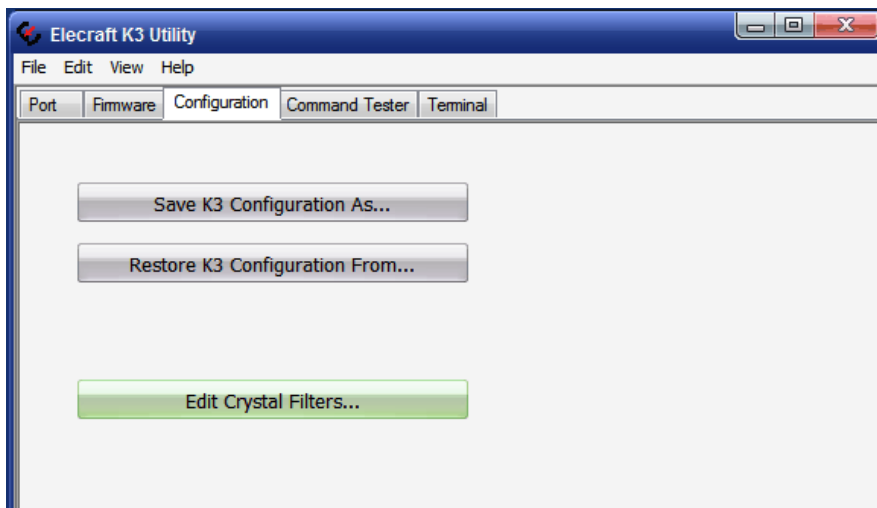 Elecraft K3 Utility
File Edit View Help
Port Firmware Configuration Command Tester Terminal
Save K3 Configuration As...
Restore K3 Configuration From...
Edit Crystal Filters...